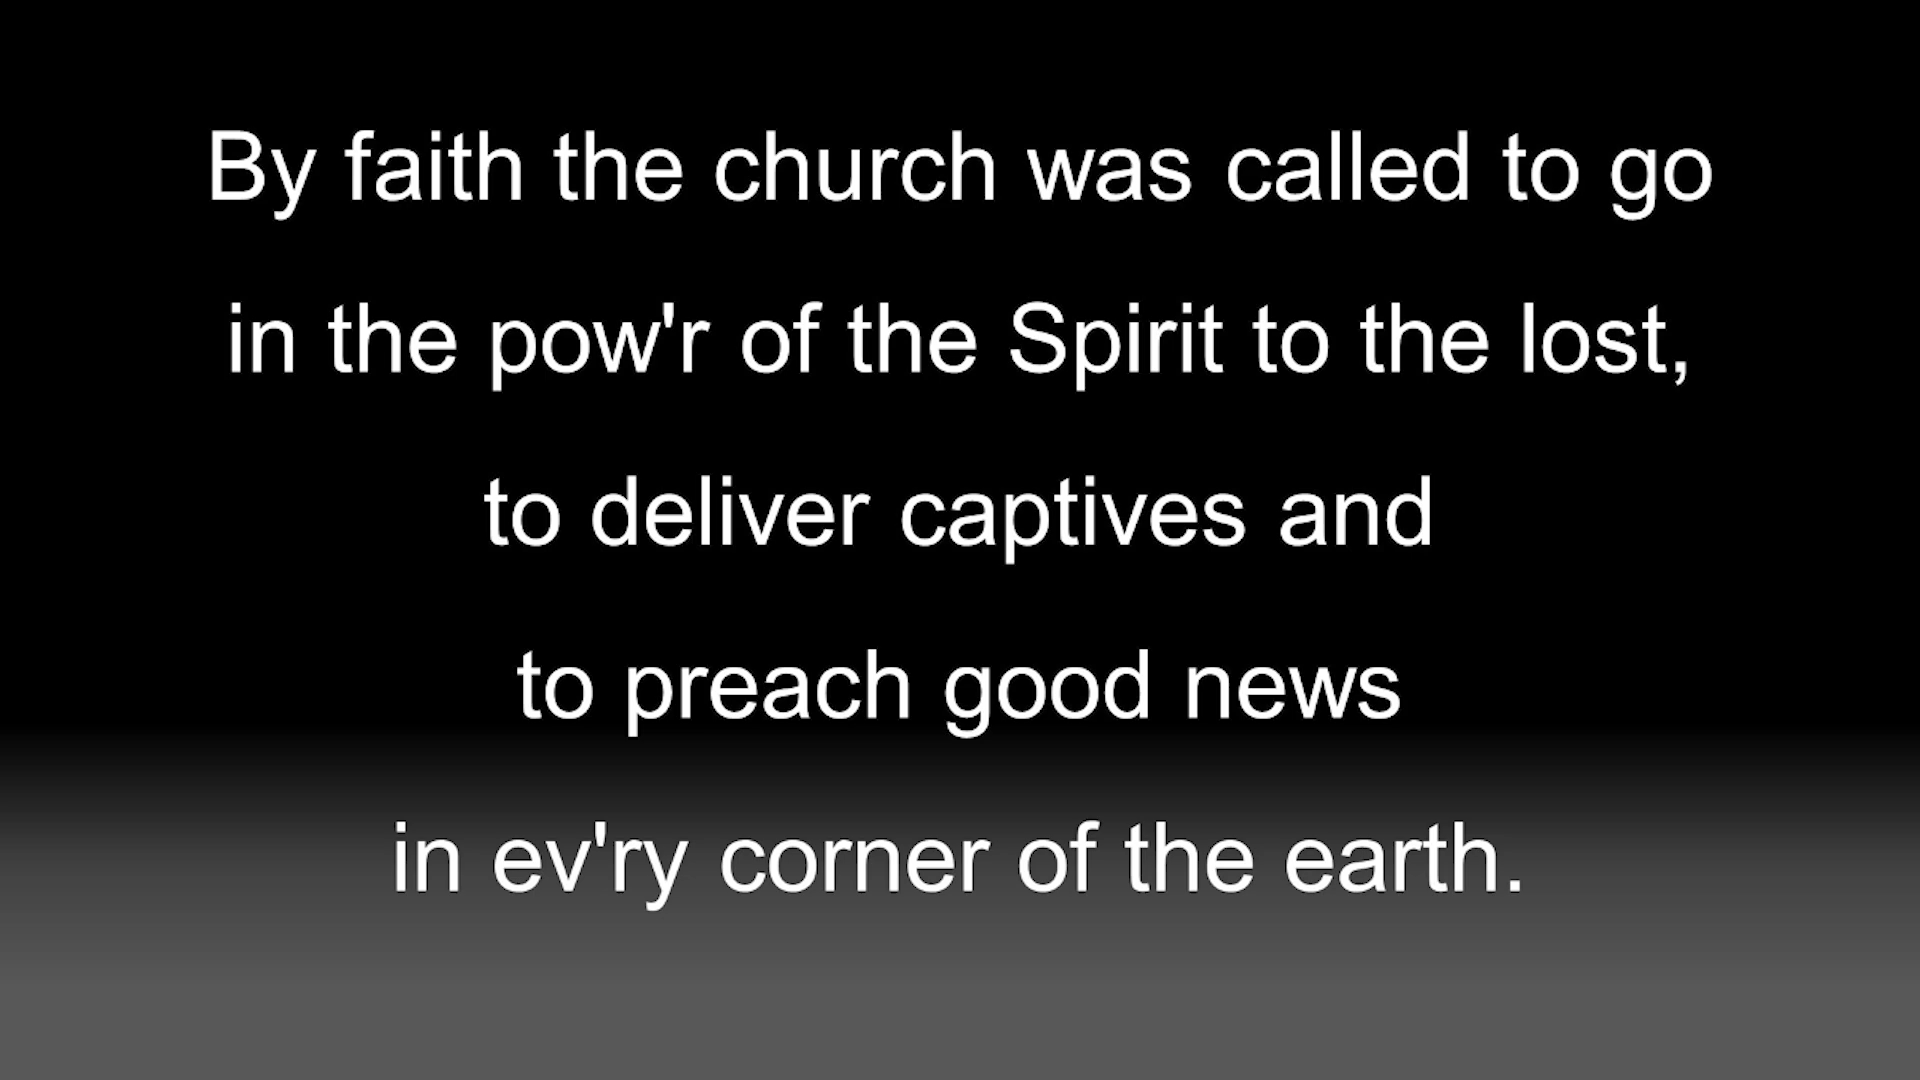 By faith the church was called to go
in the pow'r of the Spirit to the lost,
to deliver captives and
to preach good news
in ev'ry corner of the earth.